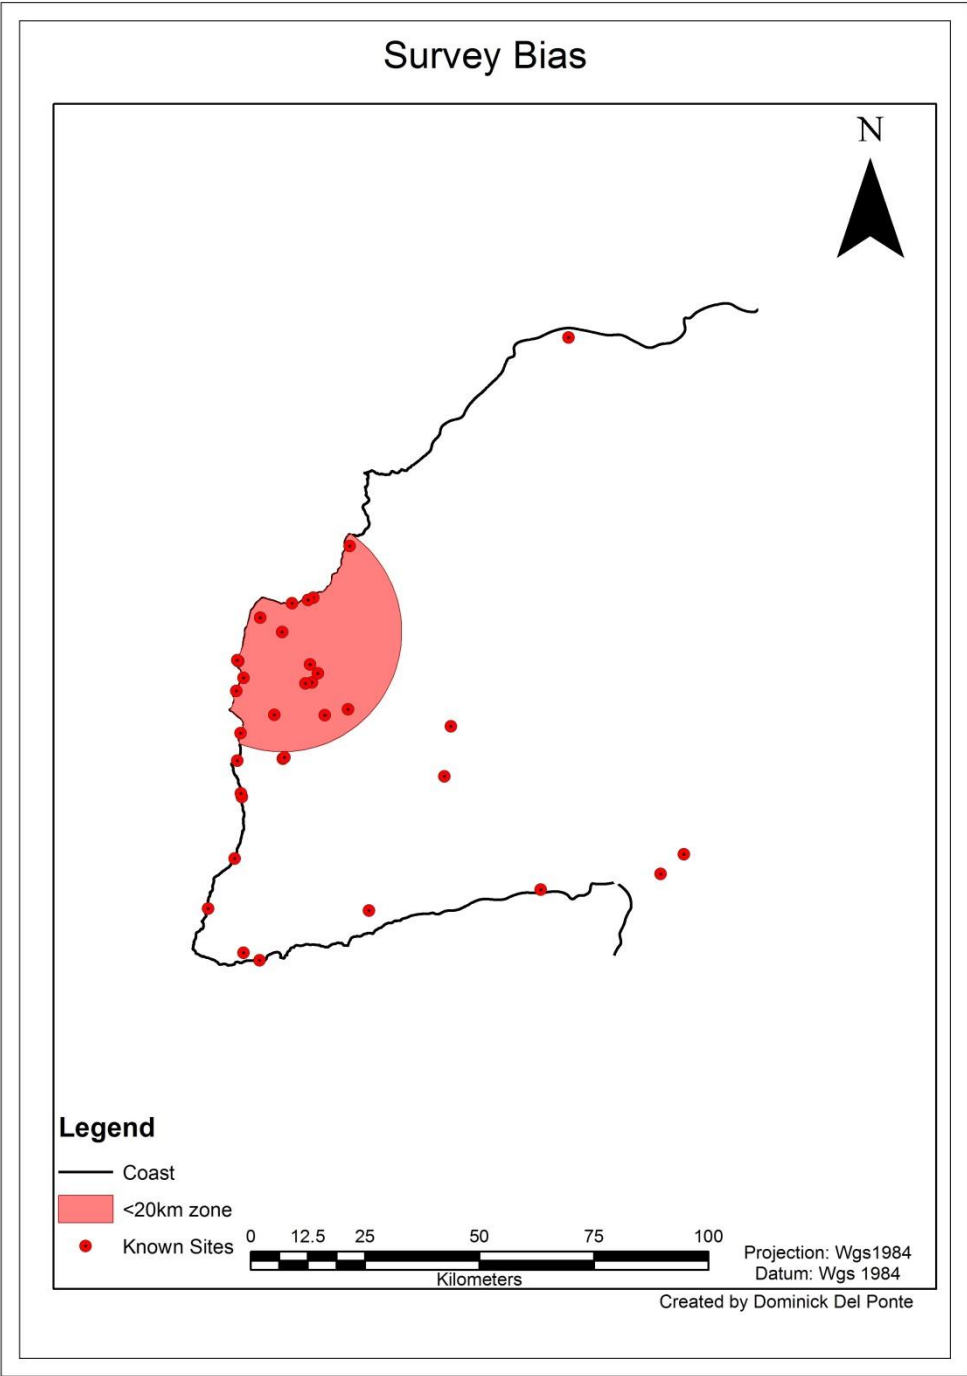 Survey Bias
N
Legend
Coast
<20km zone
Known Sites
0 12.5 25 50 75 100
Kilometers
Projection: Wgs1984
Datum: Wgs 1984
Created by Dominick Del Ponte